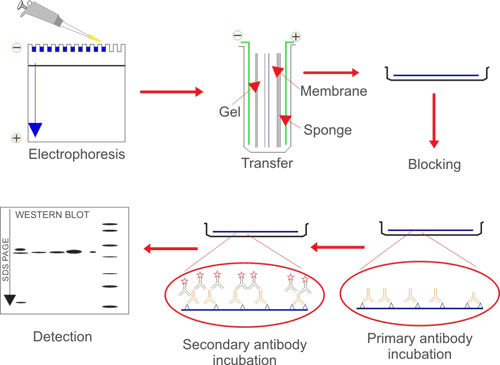 −
+
Electrophoresis
−
+
Gel
Membrane
Sponge
Transfer
Blocking
WESTERN BLOT
SDS PAGE
Detection
Secondary antibody
incubation
Primary antibody
incubation